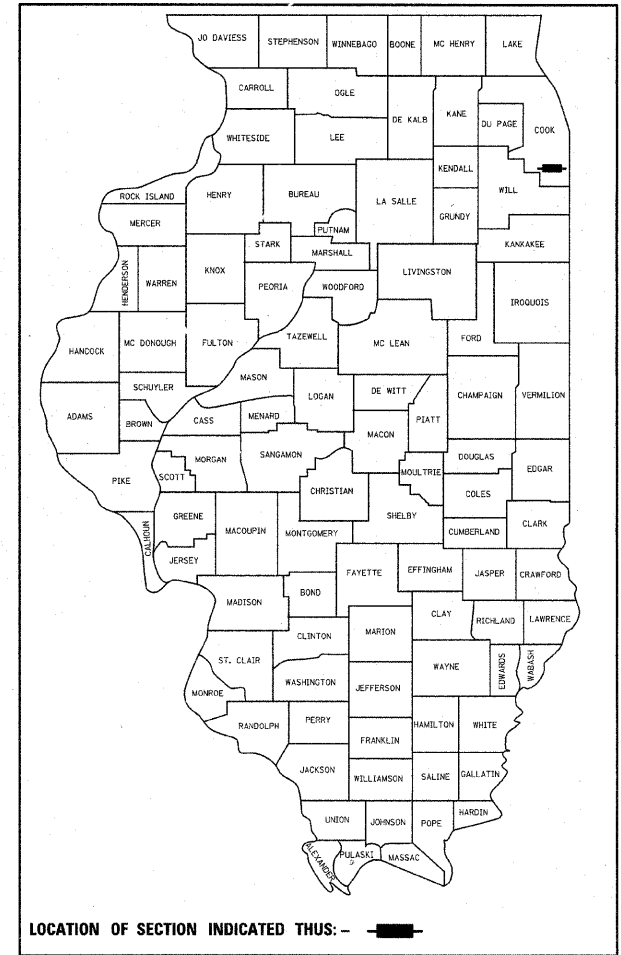 JO DAVIESS STEPHENSON WINNEBAGO BOONE MC HENRY LAKE
CARROLL OGLE DE KALB KANE DU PAGE COOK
WHITESIDE LEE
KENDALL WILL
ROCK ISLAND HENRY BUREAU LA SALLE GRUNDY
MERCER PUTNAM KANKAKEE
STARK MARSHALL
HENDERSON WARREN KNOX PEORIA WOODFORD LIVINGSTON IROQUOIS
HANCOCK MC DONOUGH FULTON TAZEWELL MC LEAN FORD
MASON
SCHUYLER LOGAN DE WITT CHAMPAIGN VERMILION
ADAMS BROWN CASS MENARD MACON PIATT
MORGAN SANGAMON DOUGLAS
PIKE SCOTT CHRISTIAN MOULTRIE COLES EDGAR
GREENE MACOUPIN MONTGOMERY SHELBY CUMBERLAND CLARK
CALHOUN JERSEY FAYETTE EFFINGHAM JASPER CRAWFORD
MADISON BOND
CLINTON MARION CLAY RICHLAND LAWRENCE
ST. CLAIR WAYNE EDWARDS WABASH
WASHINGTON JEFFERSON
MONROE
RANDOLPH PERRY HAMILTON WHITE
FRANKLIN
JACKSON WILLIAMSON SALINE GALLATIN
UNION JOHNSON POPE HARDIN
ALEXANDER PULASKI MASSAC
LOCATION OF SECTION INDICATED THUS: –